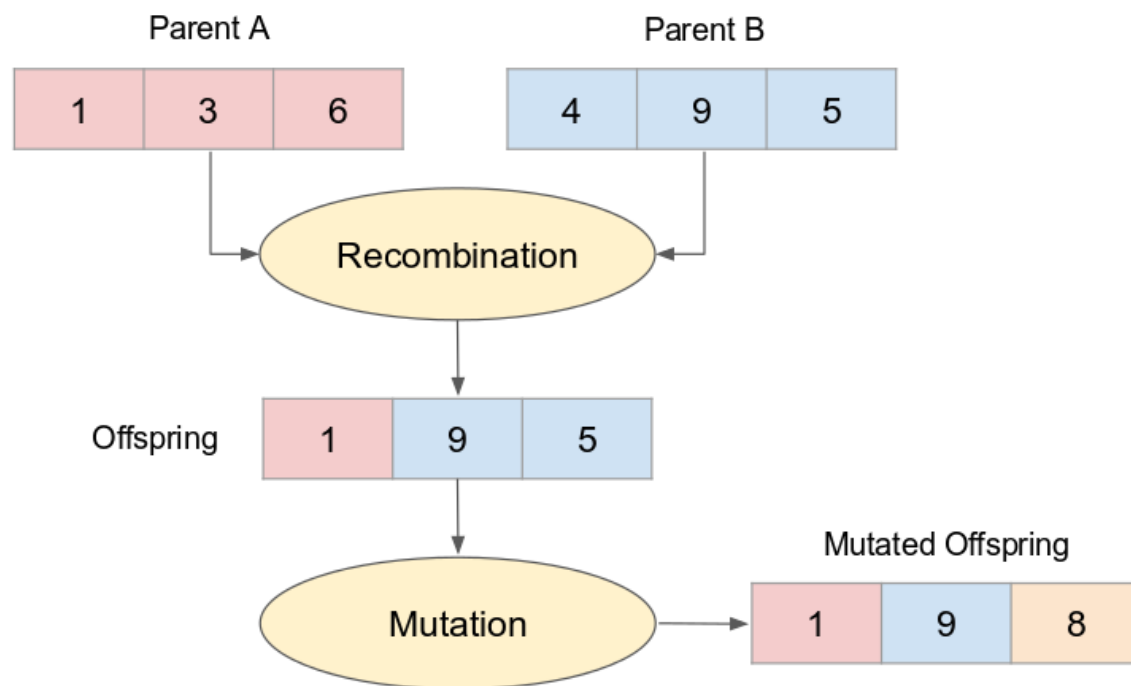 Parent A
Parent B
1 3 6
4 9 5
Recombination
Offspring
1 9 5
Mutated Offspring
Mutation
1 9 8